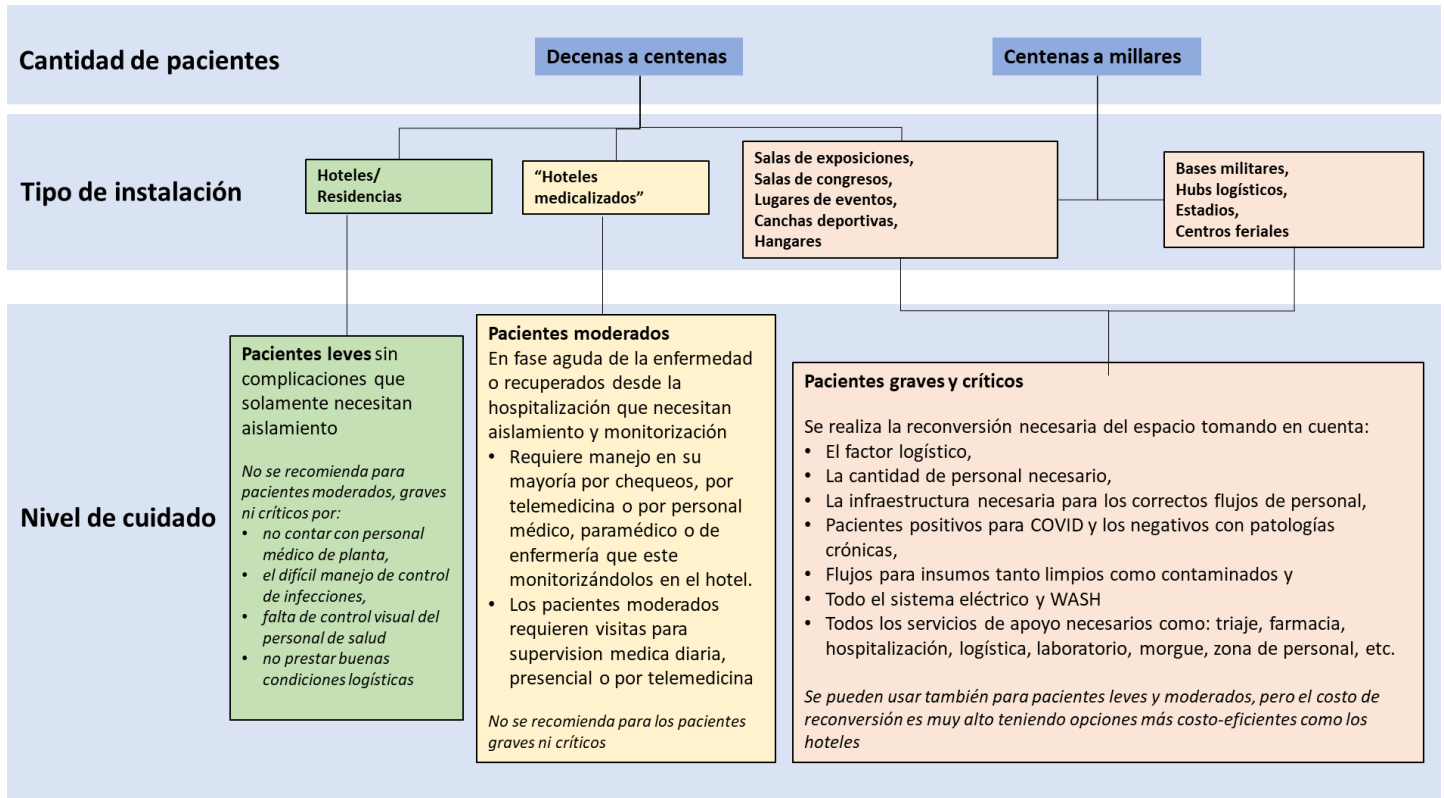 Cantidad de pacientes
Decenas a centenas
Centenas a millares
Tipo de instalación
Hoteles/
Residencias
“Hoteles
medicalizados”
Salas de exposiciones,
Salas de congresos,
Lugares de eventos,
Canchas deportivas,
Hangares
Bases militares,
Hubs logísticos,
Estadios,
Centros feriales
Nivel de cuidado
Pacientes leves sin
complicaciones que
solamente necesitan
aislamiento
No se recomienda para
pacientes moderados, graves
ni críticos por:
• no contar con personal
médico de planta,
• el difícil manejo de control
de infecciones,
• falta de control visual del
personal de salud
• no prestar buenas
condiciones logísticas
Pacientes moderados
En fase aguda de la enfermedad
o recuperados desde la
hospitalización que necesitan
aislamiento y monitorización
• Requiere manejo en su
mayoría por chequeos, por
telemedicina o por personal
médico, paramédico o de
enfermería que este
monitorizándolos en el hotel.
• Los pacientes moderados
requieren visitas para
supervision medica diaria,
presencial o por telemedicina
No se recomienda para los pacientes
graves ni críticos
Pacientes graves y críticos
Se realiza la reconversión necesaria del espacio tomando en cuenta:
• El factor logístico,
• La cantidad de personal necesario,
• La infraestructura necesaria para los correctos flujos de personal,
• Pacientes positivos para COVID y los negativos con patologías
crónicas,
• Flujos para insumos tanto limpios como contaminados y
• Todo el sistema eléctrico y WASH
• Todos los servicios de apoyo necesarios como: triaje, farmacia,
hospitalización, logística, laboratorio, morgue, zona de personal, etc.
Se pueden usar también para pacientes leves y moderados, pero el costo de
reconversión es muy alto teniendo opciones más costo-eficientes como los
hoteles